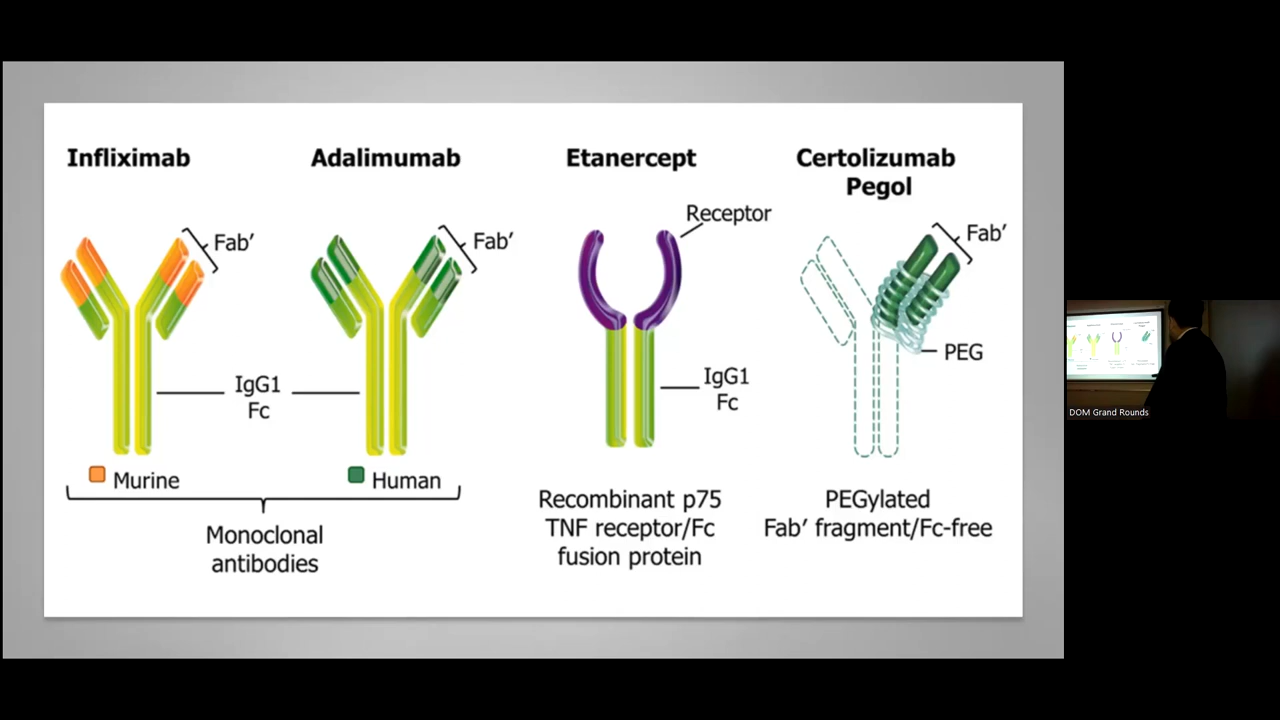 Infliximab
Adalimumab
Etanercept
Certolizumab
Pegol
Fab′
Fab′
Receptor
Fab′
PEG
IgG1
Fc
IgG1
Fc
Murine
Human
Monoclonal
antibodies
Recombinant p75
TNF receptor/Fc
fusion protein
PEGylated
Fab′ fragment/Fc-free
DOM Grand Rounds